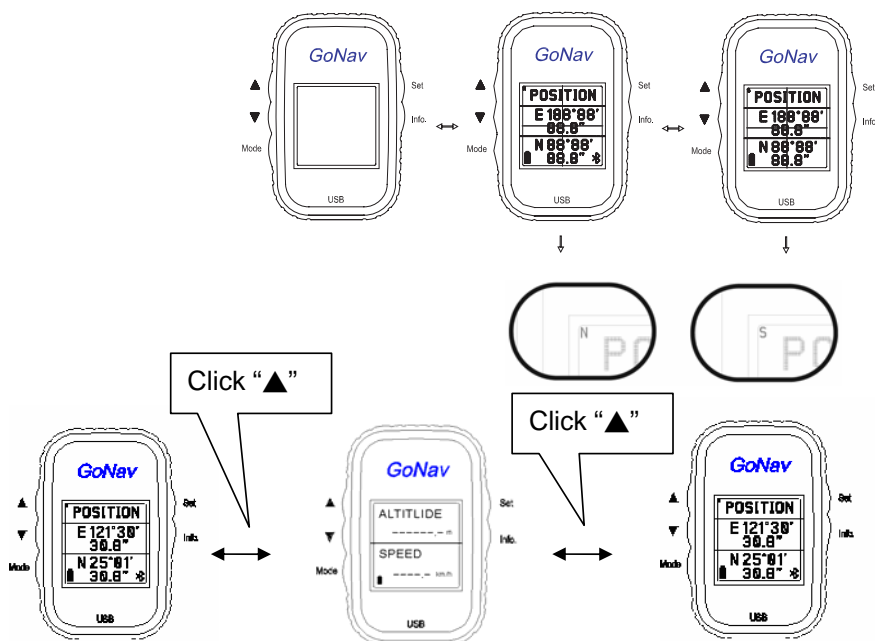 GoNav
▲
Set
▼
Info.
Mode
USB
GoNav
▲
Set
POSITION
▼
E 188°88'
Info.
88.8"
Mode
N 88°88'
88.8"
USB
GoNav
▲
Set
POSITION
▼
E 188°88'
Info
88.8"
Mode
N 88°88'
88.8"
USB
N
PO
S
PO
Click “▲”
Click “▲”
GoNav
▲
Set
POSITION
▼
E 121°30'
Info.
30.8"
Mode
N 25°01'
30.8"
USB
GoNav
▲
Set
ALTITLIDE
------.- m
▼
Info.
SPEED
Mode
----.- km/h
USB
GoNav
▲
Set
POSITION
▼
E 121°30'
Info.
30.8"
Mode
N 25°01'
30.8"
USB